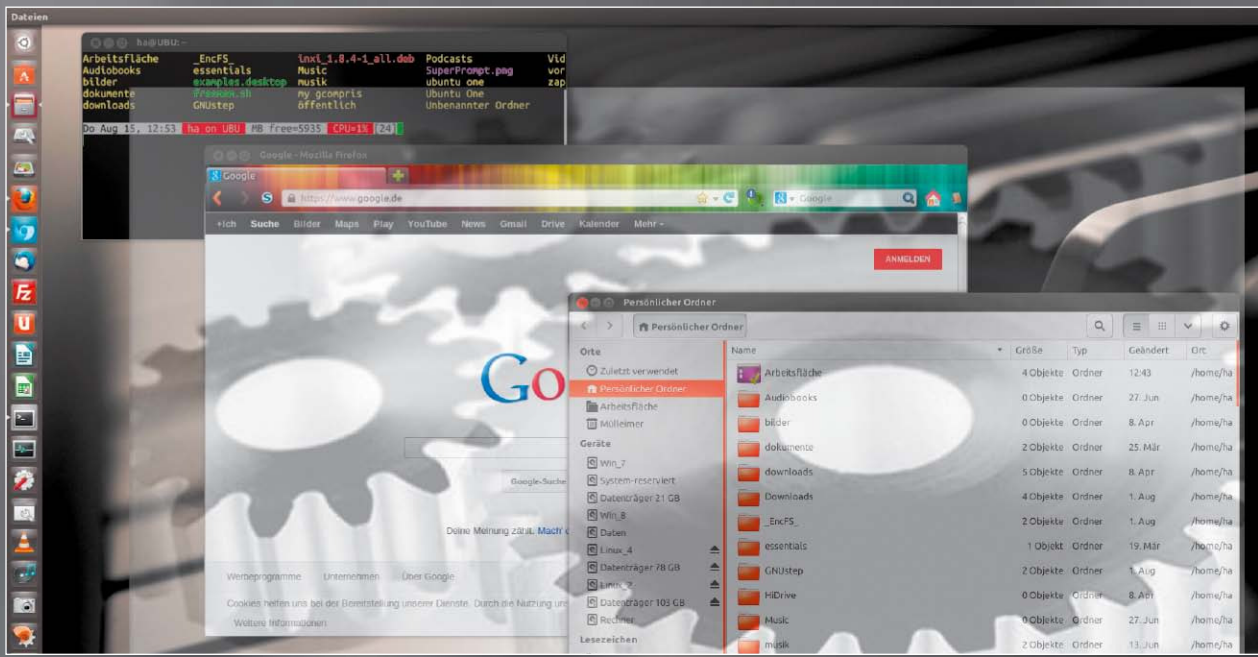 Dateien
ha@UBU: ~
Arbeitsfläche _EncFS_ inxi_1.8.4-1_all.deb Podcasts Vid
Audiobooks essentials Music SuperPrompt.png vor
bilder examples.desktop musik ubuntu one zap
dokumente my gcompris Ubuntu One
downloads GNUstep öffentlich Unbenannter Ordner
Do Aug 15, 12:53 ha on UBU MB free=5935 CPU=1% [24]
Google - Mozilla Firefox
Google
https://www.google.de
Google
+Ich Suche Bilder Maps Play YouTube News Gmail Drive Kalender Mehr
ANMELDEN
Go
Google-Suche
Deine Meinung zählt. Mach'
Werbeprogramme Unternehmen Über Google
Cookies helfen uns bei der Bereitstellung unserer Dienste. Durch die Nutzung
Weitere Informationen
Persönlicher Ordner
Persönlicher Ordner
Orte
Zuletzt verwendet
Persönlicher Ordner
Arbeitsfläche
Mülleimer
Geräte
Win_7
System-reserviert
Datenträger 21 GB
Win_8
Daten
Linux_4
Datenträger 78 GB
Linux_2
Datenträger 103 GB
Rechner
Lesezeichen
Name Größe Typ Geändert Ort
Arbeitsfläche 4 Objekte Ordner 12:43 /home/ha
Audiobooks 0 Objekte Ordner 27. Jun /home/ha
bilder 0 Objekte Ordner 8. Apr /home/ha
dokumente 2 Objekte Ordner 25. Mär /home/ha
downloads 5 Objekte Ordner 8. Apr /home/ha
Downloads 4 Objekte Ordner 1. Aug /home/ha
_EncFS_ 2 Objekte Ordner 1. Aug /home/ha
essentials 1 Objekt Ordner 19. Mär /home/ha
GNUstep 2 Objekte Ordner 1. Aug /home/ha
HiDrive 0 Objekte Ordner 8. Apr /home/ha
Music 0 Objekte Ordner 27. Jun /home/ha
musik 2 Objekte Ordner 13. Jun /home/ha